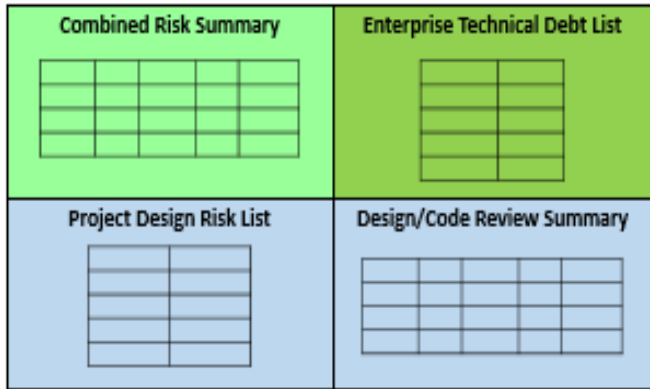 Combined Risk Summary
Enterprise Technical Debt List
Project Design Risk List
Design/Code Review Summary